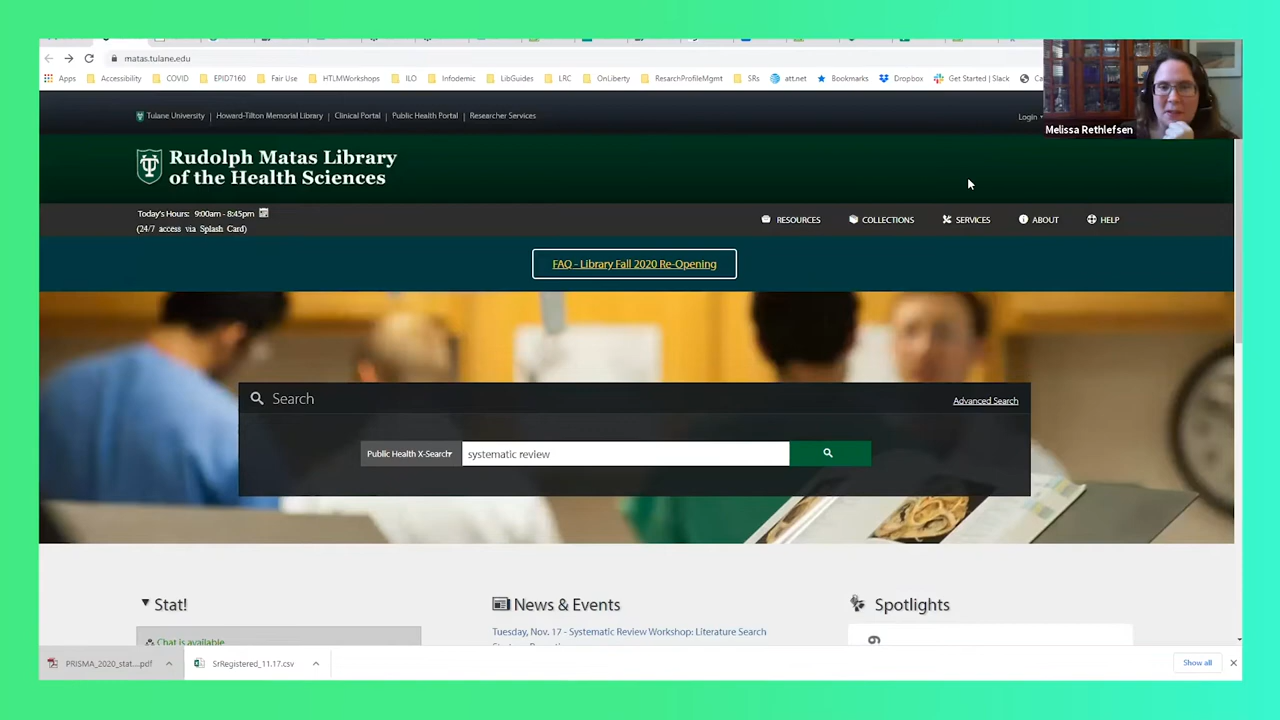 matas.tulane.edu
Apps Accessibility COVID EPID7160 Fair Use HTLMWorkshops ILO Infodemic LibGuides LRC OnLiberty ResarchProfileMgmt SRs att.net Bookmarks Dropbox Get Started | Slack
Melissa Rethlefsen
Tulane University | Howard-Tilton Memorial Library | Clinical Portal | Public Health Portal | Researcher Services
Login
Rudolph Matas Library
of the Health Sciences
Today's Hours: 9:00am - 8:45pm
(24/7 access via Splash Card)
RESOURCES COLLECTIONS SERVICES ABOUT HELP
FAQ - Library Fall 2020 Re-Opening
Search
Advanced Search
Public Health X-Search systematic review
Stat!
News & Events
Spotlights
Chat is available
Tuesday, Nov. 17 - Systematic Review Workshop: Literature Search
PRISMA_2020_stat....pdf
SrRegistered_11.17.csv
Show all